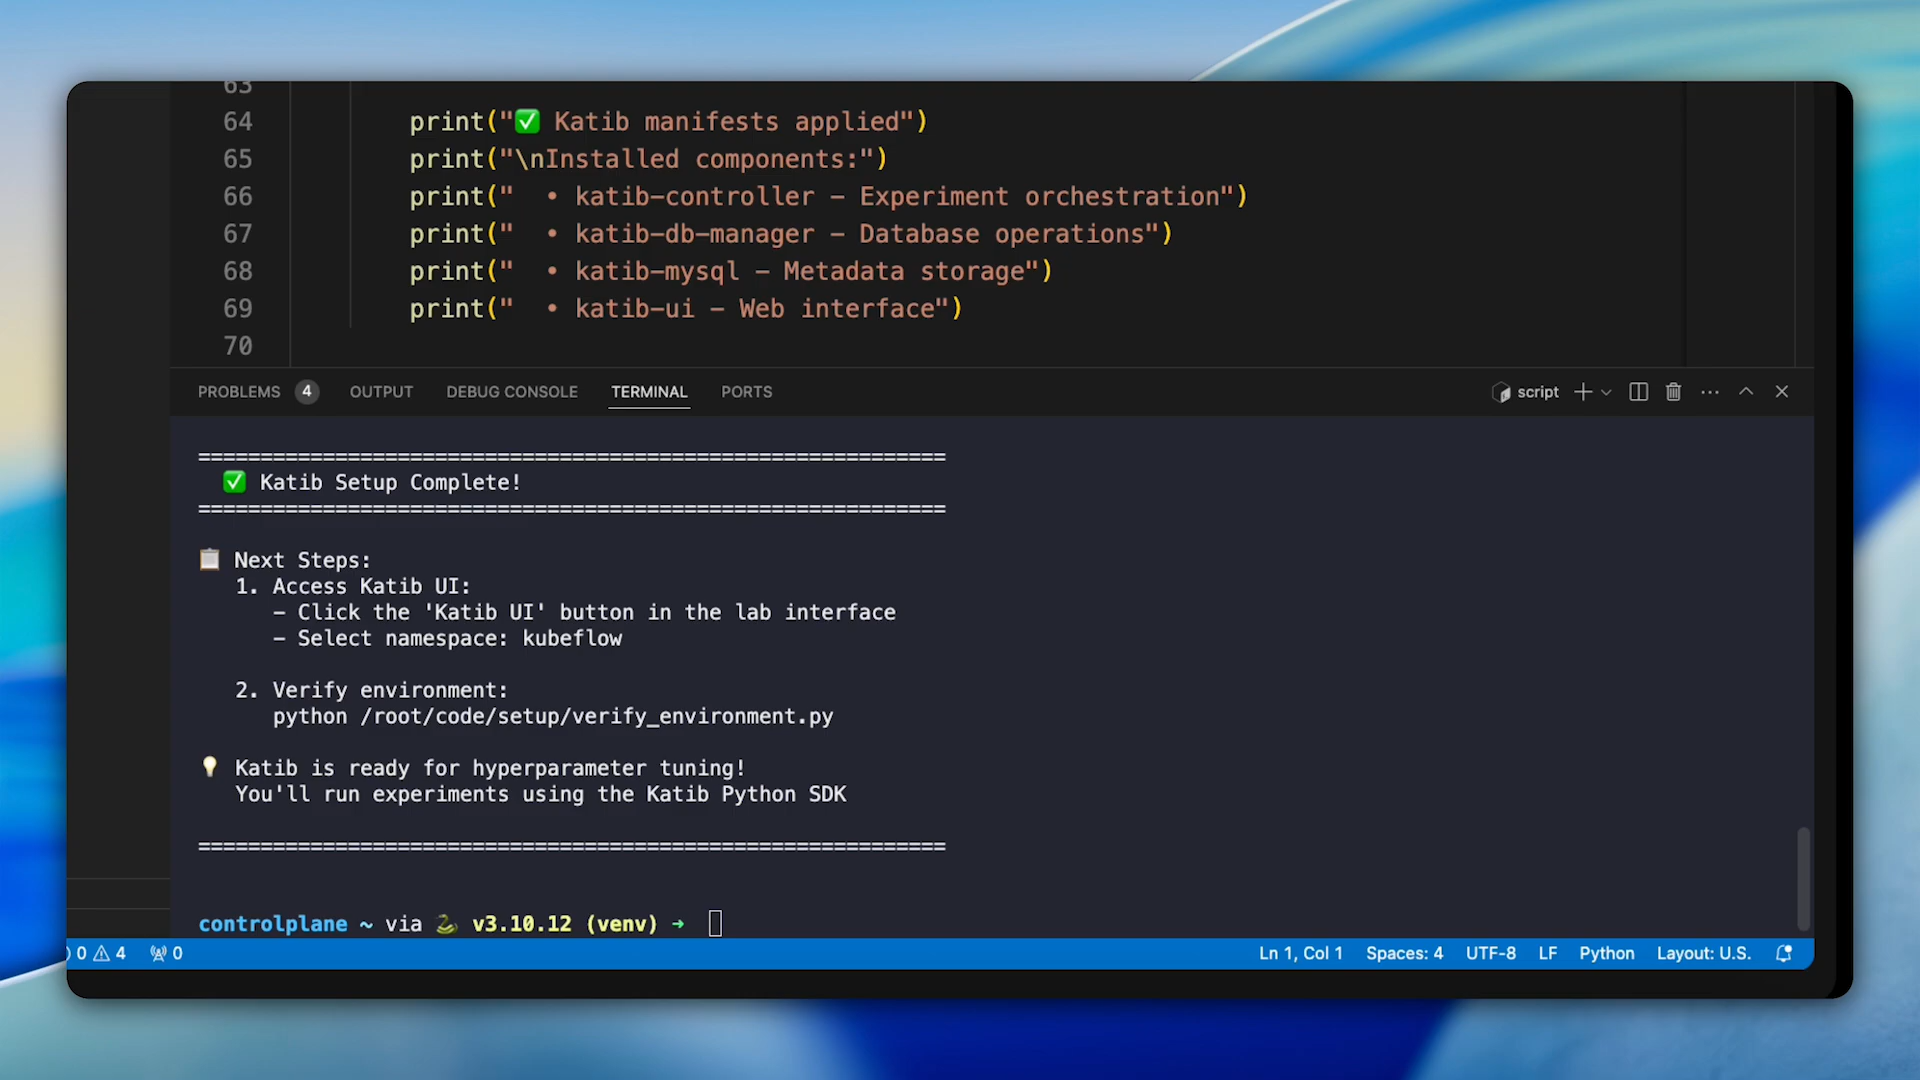 63
64 print("✅ Katib manifests applied")
65 print("\nInstalled components:")
66 print("  • katib-controller – Experiment orchestration")
67 print("  • katib-db-manager – Database operations")
68 print("  • katib-mysql – Metadata storage")
69 print("  • katib-ui – Web interface")
70
PROBLEMS 4 OUTPUT DEBUG CONSOLE TERMINAL PORTS script
============================================================
✅ Katib Setup Complete!
============================================================
📋 Next Steps:
1. Access Katib UI:
– Click the 'Katib UI' button in the lab interface
– Select namespace: kubeflow
2. Verify environment:
python /root/code/setup/verify_environment.py
💡 Katib is ready for hyperparameter tuning!
You'll run experiments using the Katib Python SDK
============================================================
controlplane ~ via 🐍 v3.10.12 (venv) ➜
0 4 0 Ln 1, Col 1 Spaces: 4 UTF-8 LF Python Layout: U.S.